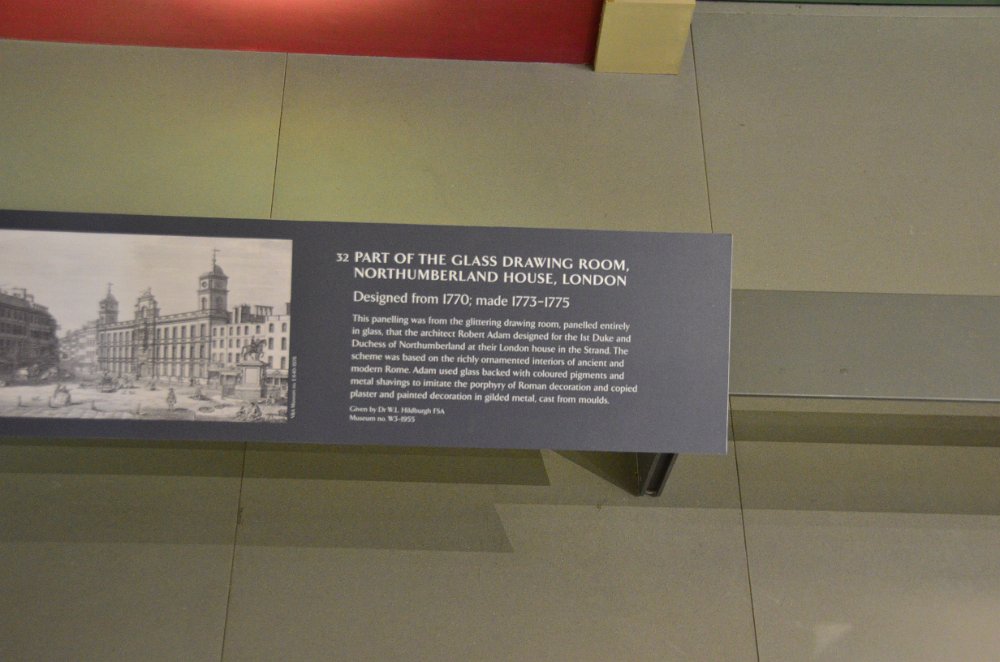 32 PART OF THE GLASS DRAWING ROOM,
NORTHUMBERLAND HOUSE, LONDON
Designed from 1770; made 1773–1775
This panelling was from the glittering drawing room, panelled entirely
in glass, that the architect Robert Adam designed for the 1st Duke and
Duchess of Northumberland at their London house in the Strand. The
scheme was based on the richly ornamented interiors of ancient and
modern Rome. Adam used glass backed with coloured pigments and
metal shavings to imitate the porphyry of Roman decoration and copied
plaster and painted decoration in gilded metal, cast from moulds.
Given by Dr W.L. Hildburgh FSA
Museum no. W.3-1955